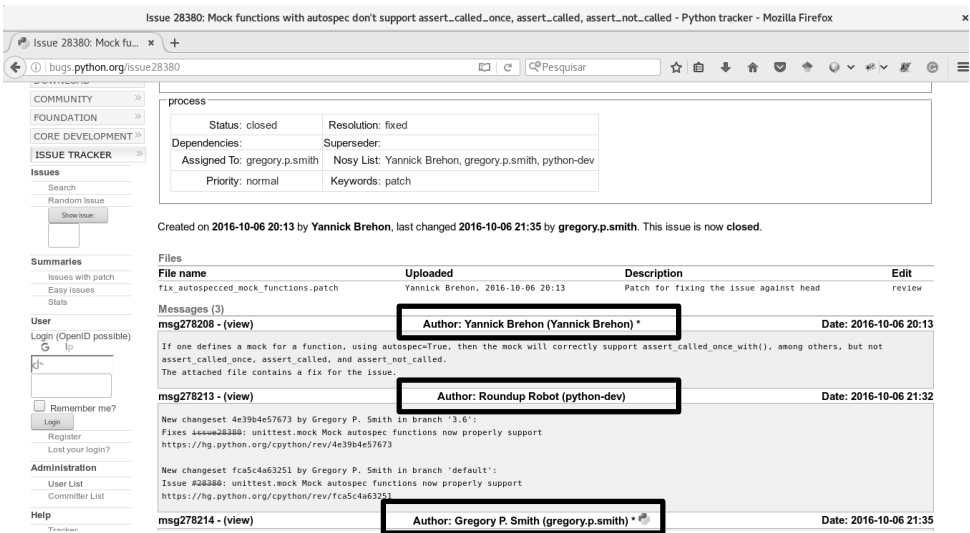 Issue 28380: Mock functions with autospec don't support assert_called_once, assert_called, assert_not_called - Python tracker - Mozilla Firefox
Issue 28380: Mock fu...
bugs.python.org/issue28380
Pesquisar
DOWNLOAD
COMMUNITY
FOUNDATION
CORE DEVELOPMENT
ISSUE TRACKER
Issues
Search
Random Issue
Show issue:
Summaries
Issues with patch
Easy issues
Stats
User
Login (OpenID possible)
Remember me?
Login
Register
Lost your login?
Administration
User List
Committer List
Help
Tracker
process
Status: closed Resolution: fixed
Dependencies: Superseder:
Assigned To: gregory.p.smith Nosy List: Yannick Brehon, gregory.p.smith, python-dev
Priority: normal Keywords: patch
Created on 2016-10-06 20:13 by Yannick Brehon, last changed 2016-10-06 21:35 by gregory.p.smith. This issue is now closed.
Files
File name Uploaded Description Edit
fix_autospecced_mock_functions.patch Yannick Brehon, 2016-10-06 20:13 Patch for fixing the issue against head review
Messages (3)
msg278208 - (view) Author: Yannick Brehon (Yannick Brehon) * Date: 2016-10-06 20:13
If one defines a mock for a function, using autospec=True, then the mock will correctly support assert_called_once_with(), among others, but not
assert_called_once, assert_called, and assert_not_called.
The attached file contains a fix for the issue.
msg278213 - (view) Author: Roundup Robot (python-dev) Date: 2016-10-06 21:32
New changeset 4e39b4e57673 by Gregory P. Smith in branch '3.6':
Fixes issue28380: unittest.mock Mock autospec functions now properly support
https://hg.python.org/cpython/rev/4e39b4e57673
New changeset fca5c4a63251 by Gregory P. Smith in branch 'default':
Issue #28380: unittest.mock Mock autospec functions now properly support
https://hg.python.org/cpython/rev/fca5c4a63251
msg278214 - (view) Author: Gregory P. Smith (gregory.p.smith) * Date: 2016-10-06 21:35